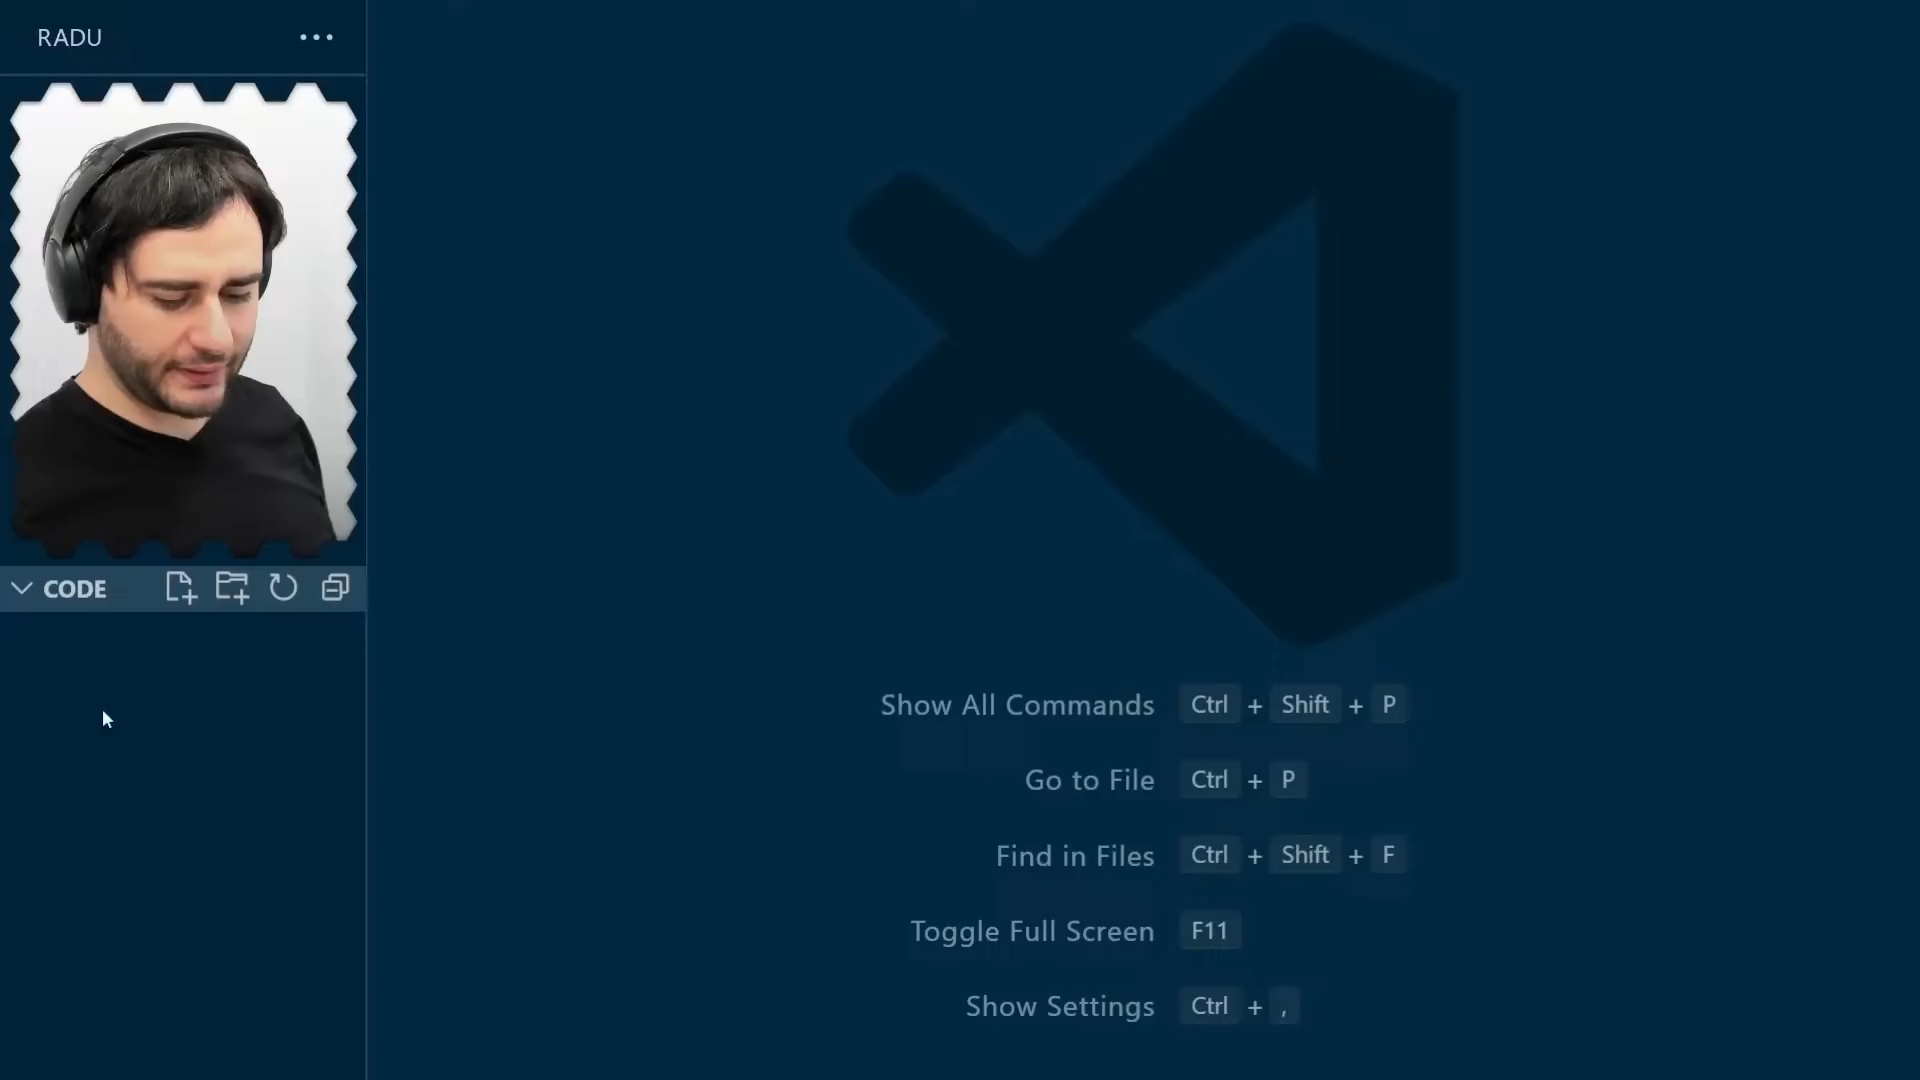 RADU
CODE
Show All Commands Ctrl + Shift + P
Go to File Ctrl + P
Find in Files Ctrl + Shift + F
Toggle Full Screen F11
Show Settings Ctrl + ,